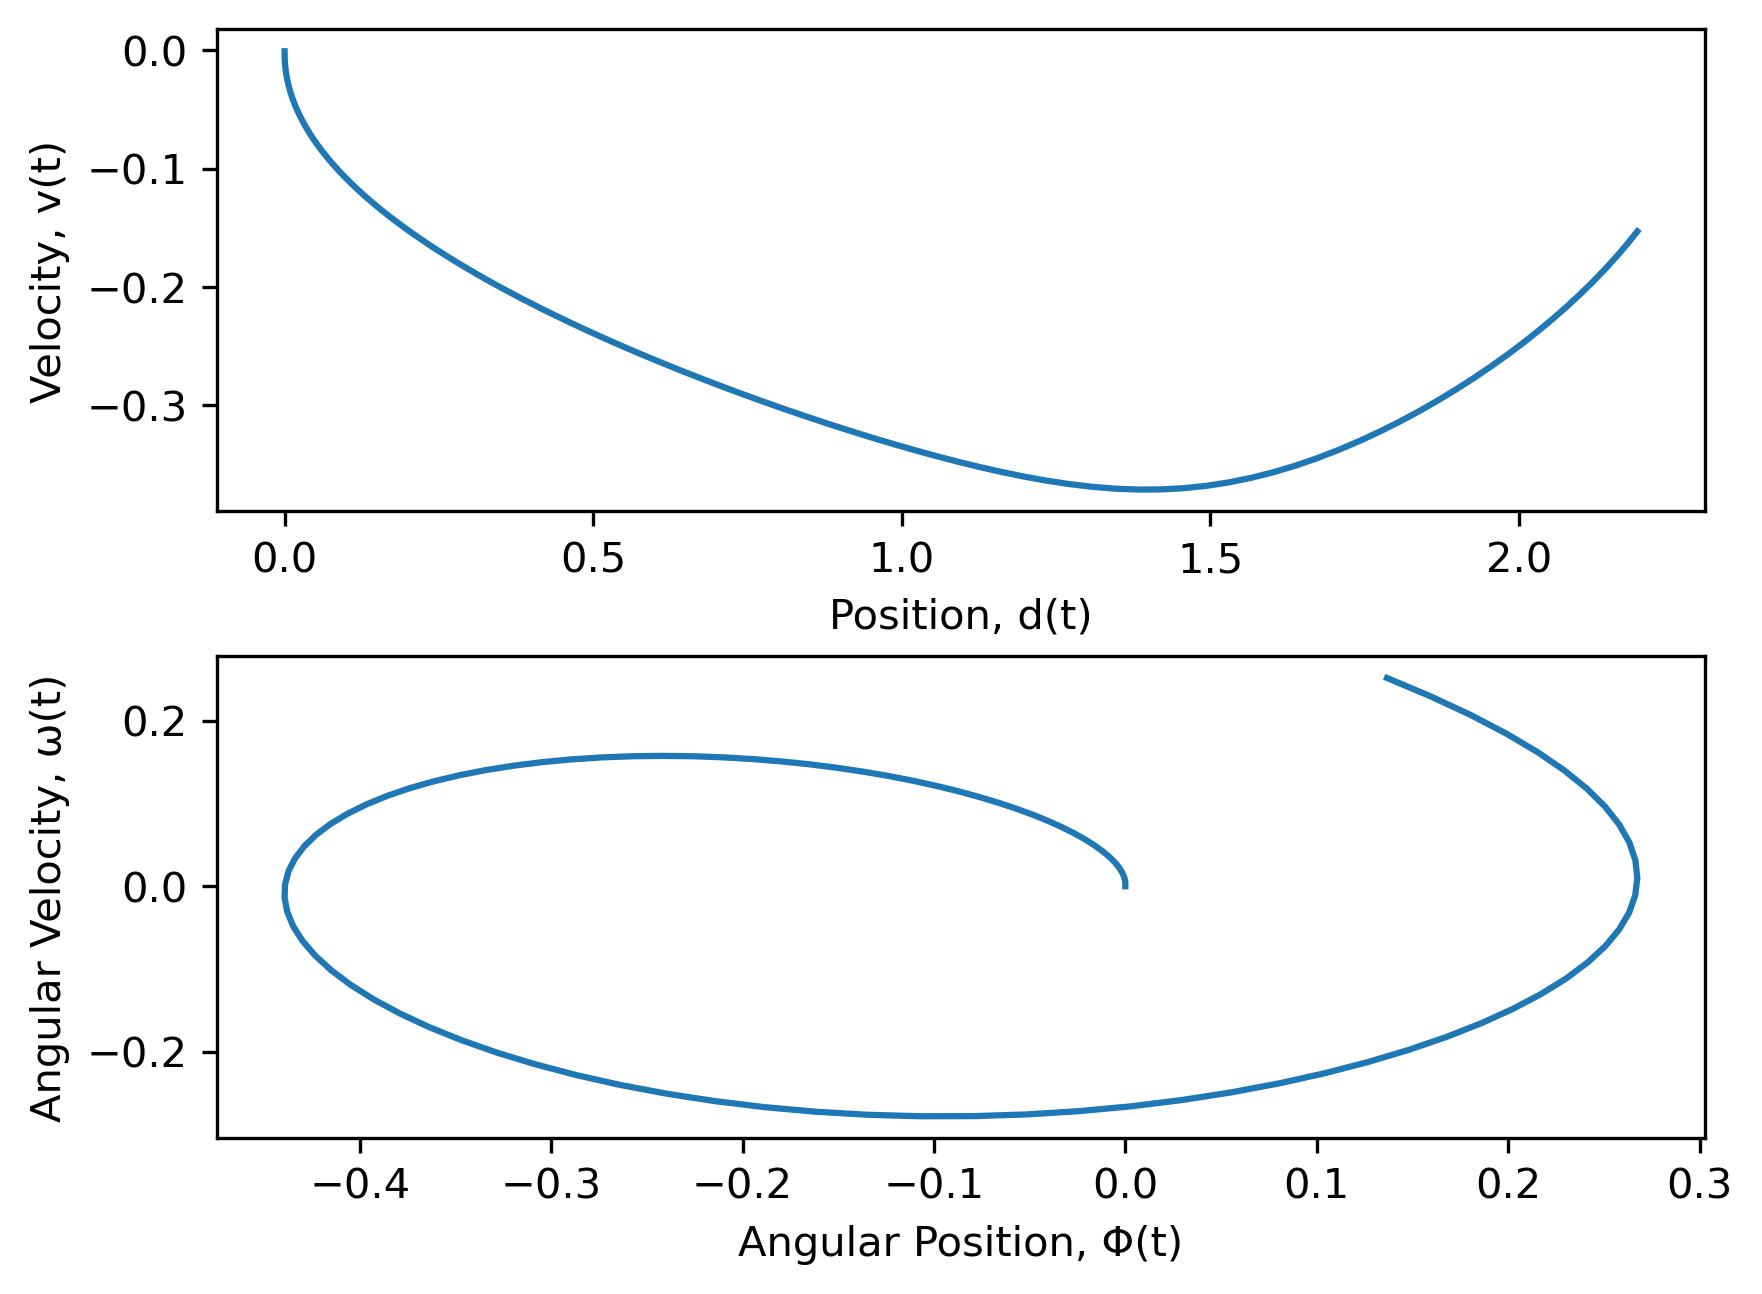 0.0
−0.1
−0.2
−0.3
Velocity, v(t)
0.0 0.5 1.0 1.5 2.0
Position, d(t)
0.2
0.0
−0.2
Angular Velocity, ω(t)
−0.4 −0.3 −0.2 −0.1 0.0 0.1 0.2 0.3
Angular Position, Φ(t)